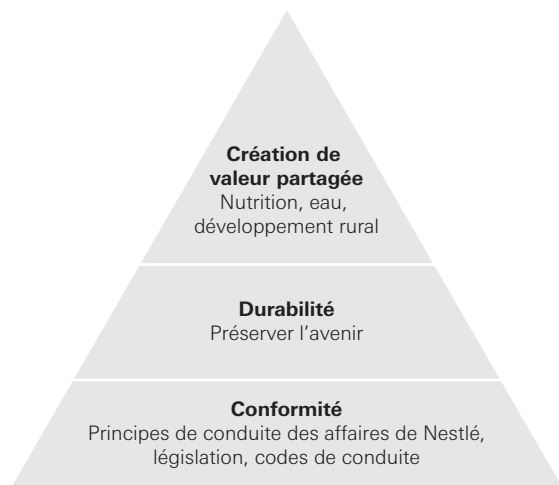 Création de
valeur partagée
Nutrition, eau,
développement rural
Durabilité
Préserver l’avenir
Conformité
Principes de conduite des affaires de Nestlé,
législation, codes de conduite